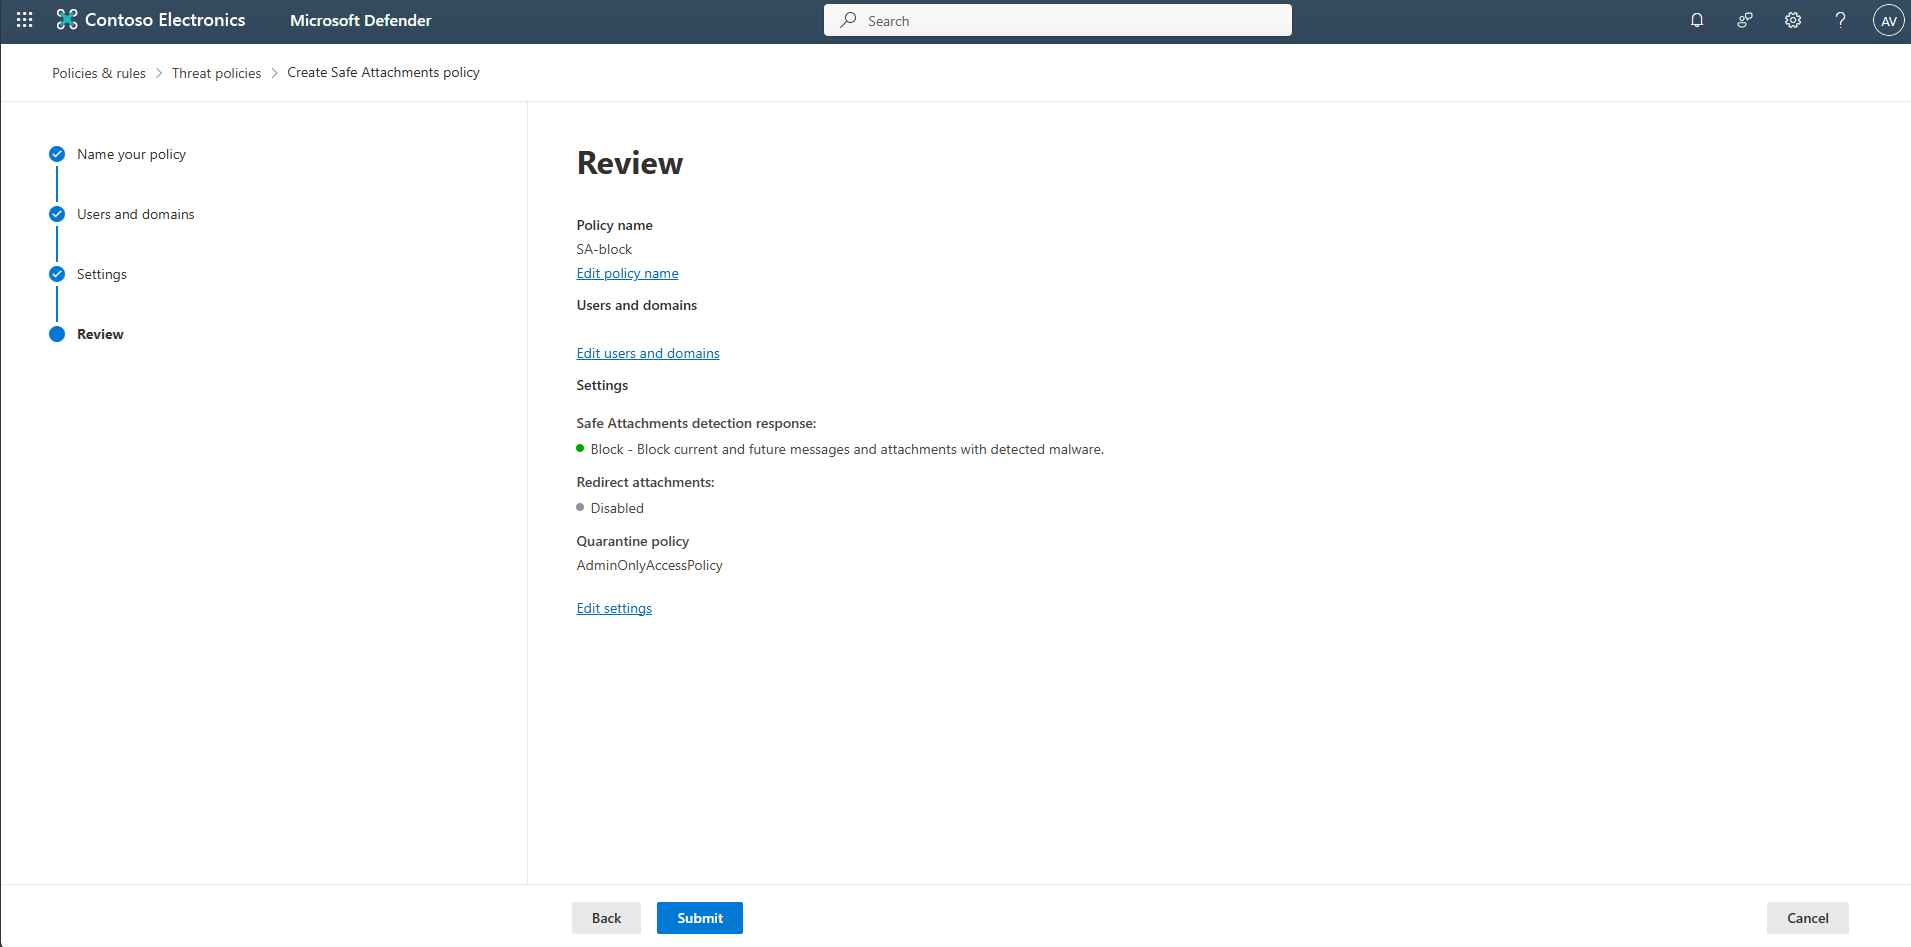 Contoso Electronics
Microsoft Defender
Search
AV
Policies & rules > Threat policies > Create Safe Attachments policy
Name your policy
Users and domains
Settings
Review
Review
Policy name
SA-block
Edit policy name
Users and domains
Edit users and domains
Settings
Safe Attachments detection response:
Block - Block current and future messages and attachments with detected malware.
Redirect attachments:
Disabled
Quarantine policy
AdminOnlyAccessPolicy
Edit settings
Back
Submit
Cancel